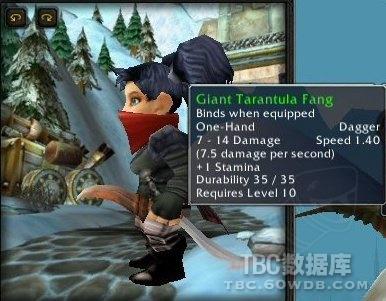 Giant Tarantula Fang
Binds when equipped
One-Hand Dagger
7 - 14 Damage Speed 1.40
(7.5 damage per second)
+1 Stamina
Durability 35 / 35
Requires Level 10
TBC数据库
TBC.60WDB.COM